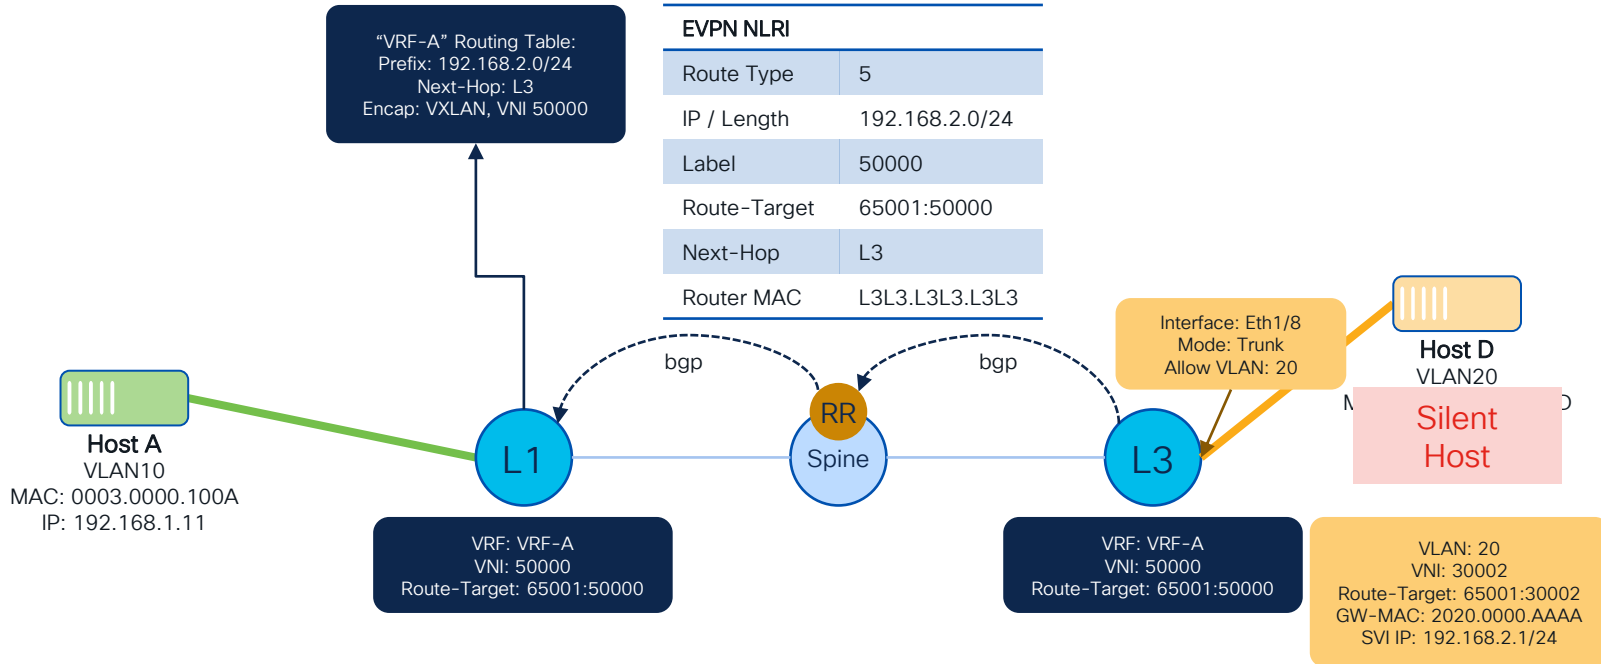 “VRF-A” Routing Table:
Prefix: 192.168.2.0/24
Next-Hop: L3
Encap: VXLAN, VNI 50000
EVPN NLRI
Route Type 5
IP / Length 192.168.2.0/24
Label 50000
Route-Target 65001:50000
Next-Hop L3
Router MAC L3L3.L3L3.L3L3
Interface: Eth1/8
Mode: Trunk
Allow VLAN: 20
Host D
VLAN20
Silent
Host
bgp
bgp
RR
Spine
L1
L3
Host A
VLAN10
MAC: 0003.0000.100A
IP: 192.168.1.11
VRF: VRF-A
VNI: 50000
Route-Target: 65001:50000
VRF: VRF-A
VNI: 50000
Route-Target: 65001:50000
VLAN: 20
VNI: 30002
Route-Target: 65001:30002
GW-MAC: 2020.0000.AAAA
SVI IP: 192.168.2.1/24